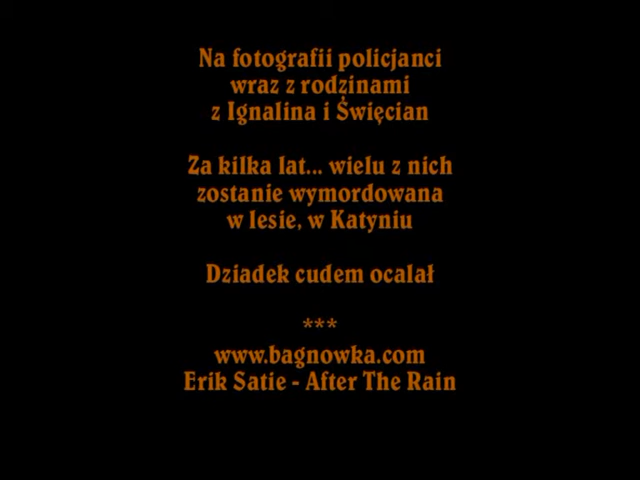 Na fotografii policjanci
wraz z rodzinami
z Ignalina i Święcian
Za kilka lat... wielu z nich
zostanie wymordowana
w lesie, w Katyniu
Dziadek cudem ocalał
***
www.bagnowka.com
Erik Satie - After The Rain